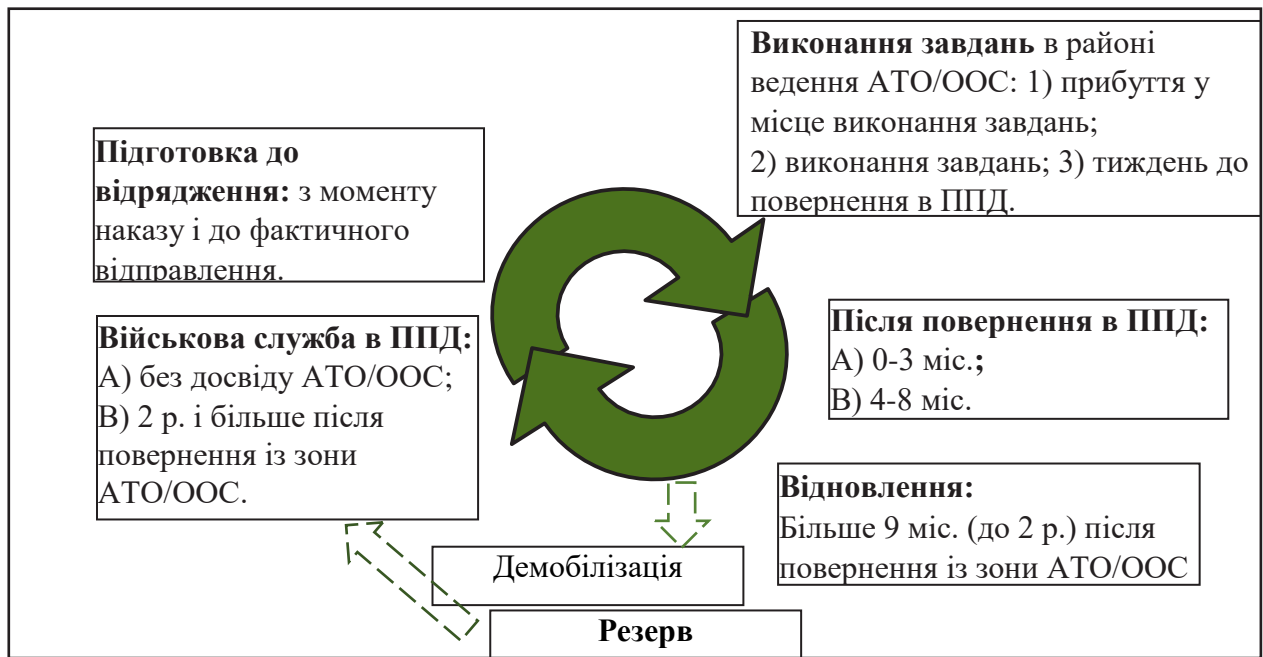 Виконання завдань в районі
ведення АТО/ООС: 1) прибуття у
місце виконання завдань;
2) виконання завдань; 3) тиждень до
повернення в ППД.
Підготовка до
відрядження: з моменту
наказу і до фактичного
відправлення.
Військова служба в ППД:
А) без досвіду АТО/ООС;
В) 2 р. і більше після
повернення із зони
АТО/ООС.
Після повернення в ППД:
А) 0-3 міс.;
В) 4-8 міс.
Відновлення:
Більше 9 міс. (до 2 р.) після
повернення із зони АТО/ООС
Демобілізація
Резерв